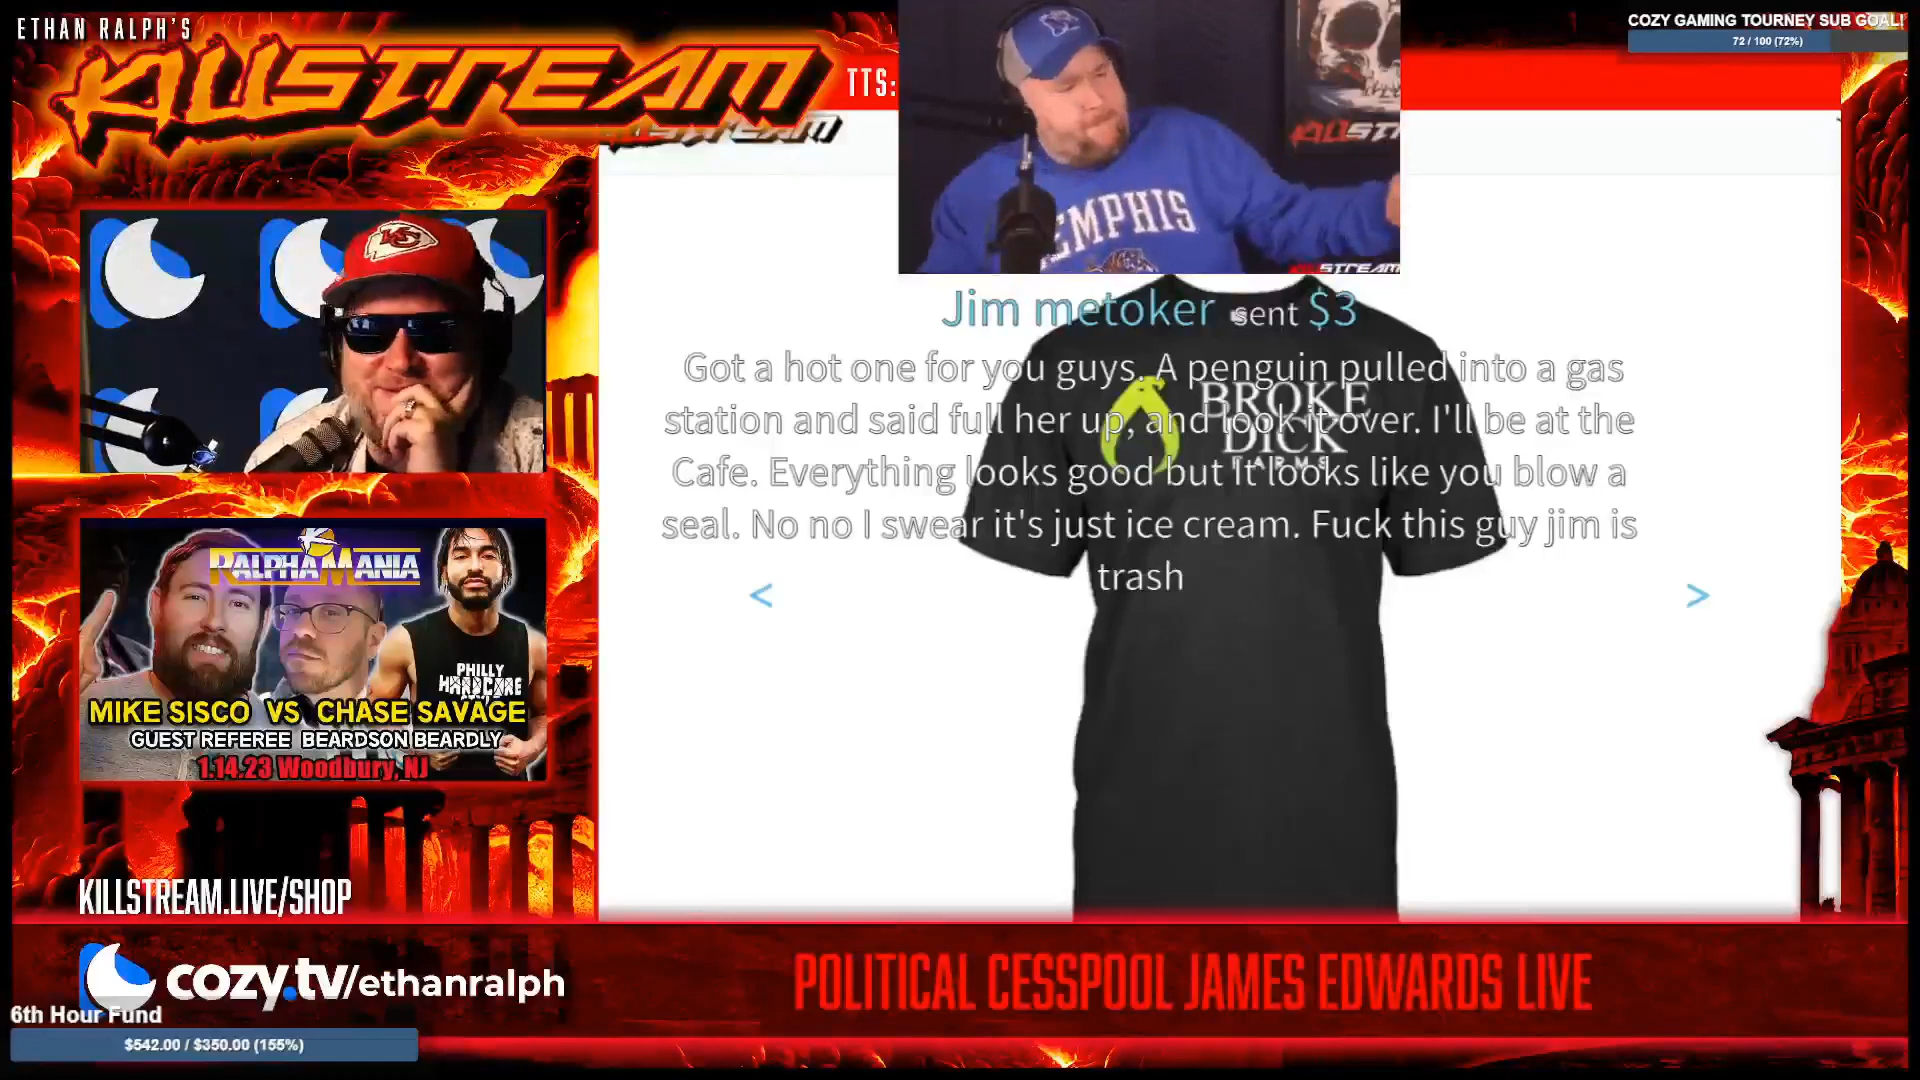 ETHAN RALPH'S
KILLSTREAM
TTS:
COZY GAMING TOURNEY SUB GOAL!
72 / 100 (72%)
KC
MEMPHIS
Jim metoker sent $3
Got a hot one for you guys. A penguin pulled into a gas
station and said full her up, and look it over. I'll be at the
Cafe. Everything looks good but It looks like you blow a
seal. No no I swear it's just ice cream. Fuck this guy jim is
trash
BROKE
DICK
FARMS
<
>
RALPHAMANIA
PHILLY
HARDCORE
MIKE SISCO VS CHASE SAVAGE
GUEST REFEREE BEARDSON BEARDLY
1.14.23 Woodbury, NJ
KILLSTREAM.LIVE/SHOP
cozy.tv/ethanralph
6th Hour Fund
$542.00 / $350.00 (155%)
POLITICAL CESSPOOL JAMES EDWARDS LIVE